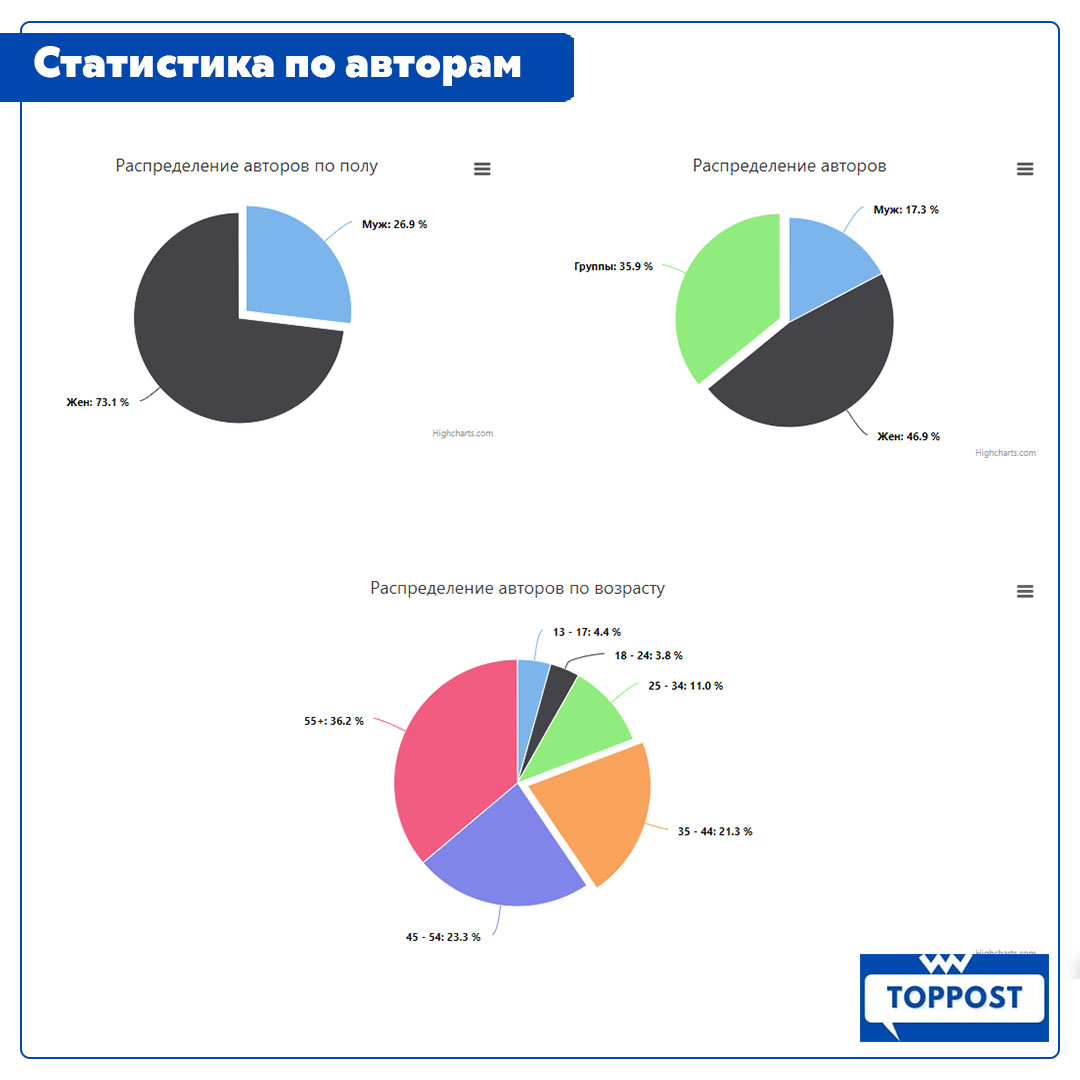 Статистика по авторам
Распределение авторов по полу
Муж: 26.9 %
Жен: 73.1 %
Highcharts.com
Распределение авторов
Муж: 17.3 %
Группы: 35.9 %
Жен: 46.9 %
Highcharts.com
Распределение авторов по возрасту
13 - 17: 4.4 %
18 - 24: 3.8 %
25 - 34: 11.0 %
55+: 36.2 %
35 - 44: 21.3 %
45 - 54: 23.3 %
Highcharts.com
TOPPOST